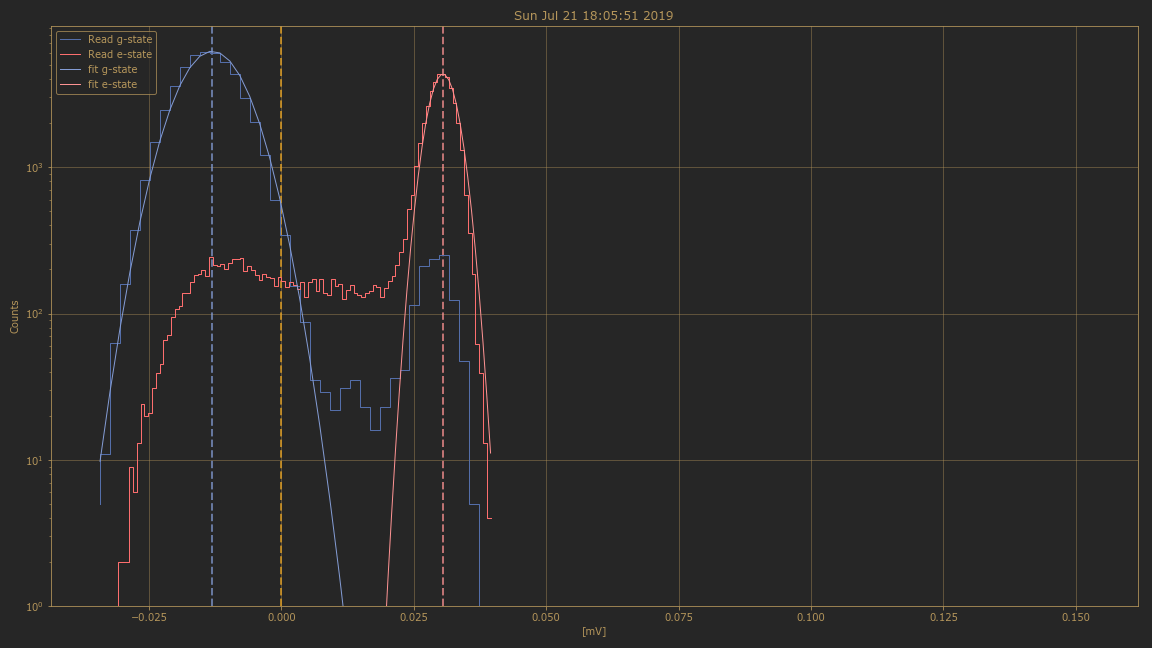 Sun Jul 21 18:05:51 2019
Read g-state
Read e-state
fit g-state
fit e-state
Counts
10³
10²
10¹
10⁰
−0.025 0.000 0.025 0.050 0.075 0.100 0.125 0.150
[mV]